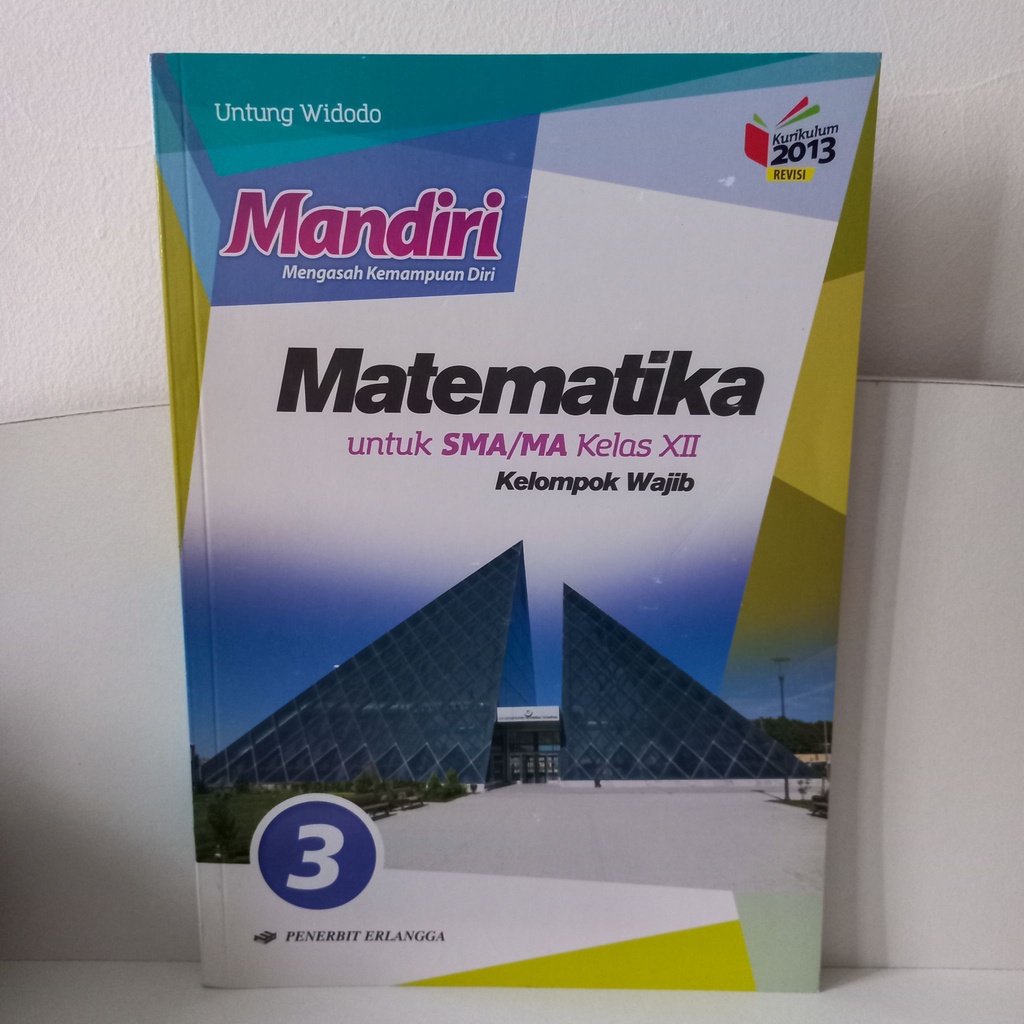 Untung Widodo
Kurikulum
2013
REVISI
Mandiri
Mengasah Kemampuan Diri
Matematika
untuk SMA/MA Kelas XII
Kelompok Wajib
3
PENERBIT ERLANGGA